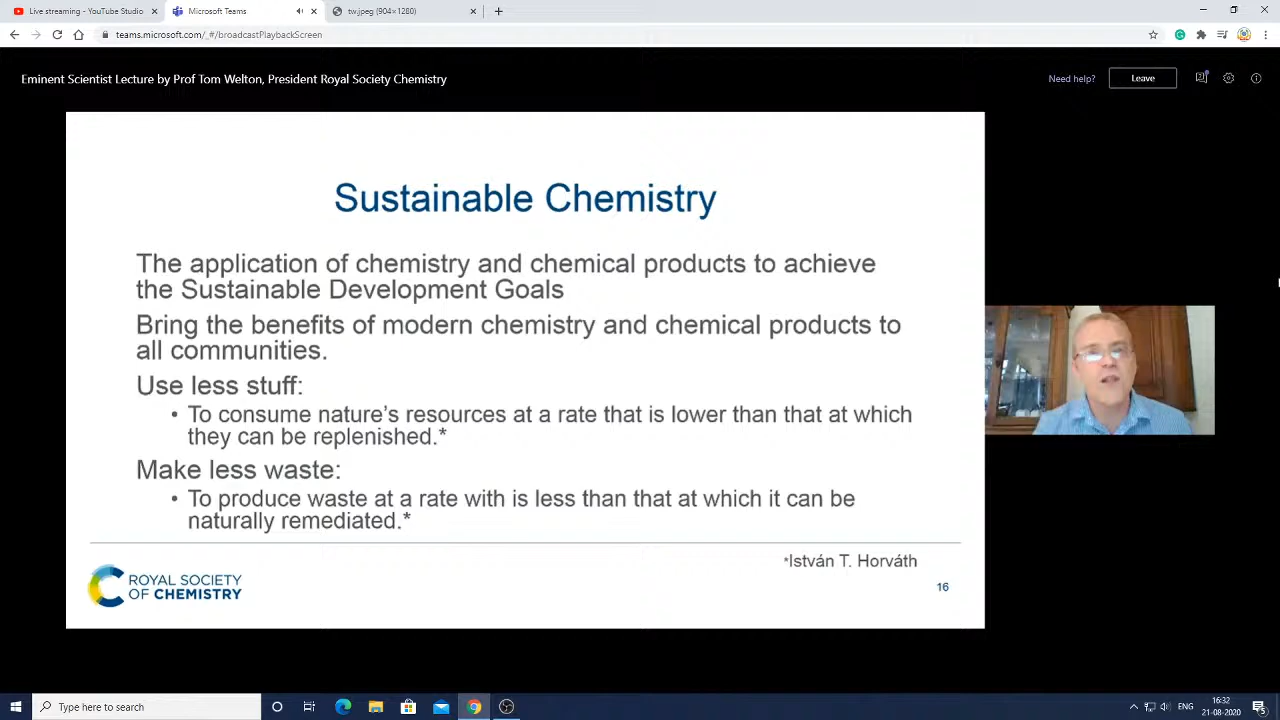 Live streaming - YouTube Studio
Microsoft Teams
tw.jpeg (904×1280)
teams.microsoft.com/_#/broadcastPlaybackScreen
Eminent Scientist Lecture by Prof Tom Welton, President Royal Society Chemistry
Need help?
Leave
Sustainable Chemistry
The application of chemistry and chemical products to achieve
the Sustainable Development Goals
Bring the benefits of modern chemistry and chemical products to
all communities.
Use less stuff:
• To consume nature's resources at a rate that is lower than that at which
they can be replenished.*
Make less waste:
• To produce waste at a rate with is less than that at which it can be
naturally remediated.*
*István T. Horváth
ROYAL SOCIETY
OF CHEMISTRY
16
Type here to search
ENG
16:32
21-08-2020